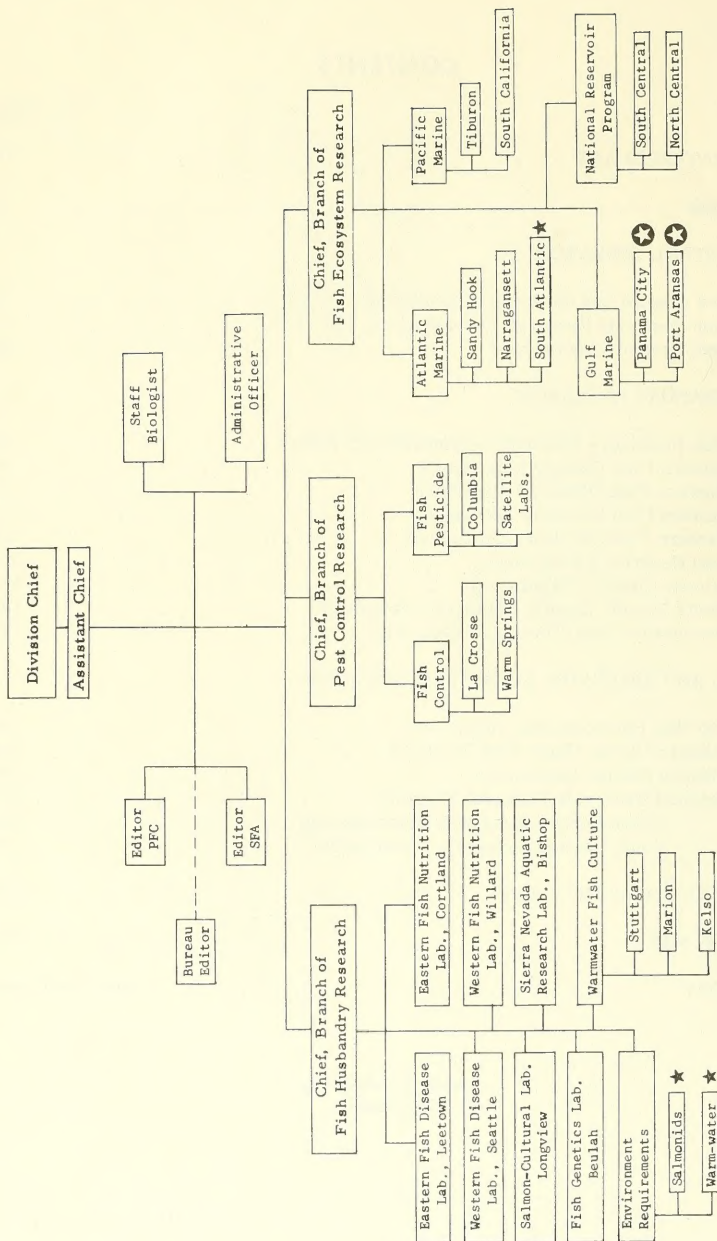 Division Chief
Assistant Chief
Staff
Biologist
Administrative
Officer
Editor
PFC
Bureau
Editor
Editor
SFA
Chief, Branch of
Fish Husbandry Research
Eastern Fish Disease
Lab., Leetown
Western Fish Disease
Lab., Seattle
Salmon-Cultural Lab.
Longview
Fish Genetics Lab.
Beulah
Environment
Requirements
Salmonids ★
Warm-water ★
Eastern Fish Nutrition
Lab., Cortland
Western Fish Nutrition
Lab., Willard
Sierra Nevada Aquatic
Research Lab., Bishop
Warmwater Fish Culture
Stuttgart
Marion
Kelso
Chief, Branch of
Pest Control Research
Fish
Control
La Crosse
Warm Springs
Fish
Pesticide
Columbia
Satellite
Labs.
Chief, Branch of
Fish Ecosystem Research
Atlantic
Marine
Sandy Hook
Narragansett
South Atlantic ★
Pacific
Marine
Tiburon
South California
Gulf
Marine
Panama City ✪
Port Aransas ✪
National Reservoir
Program
South Central
North Central